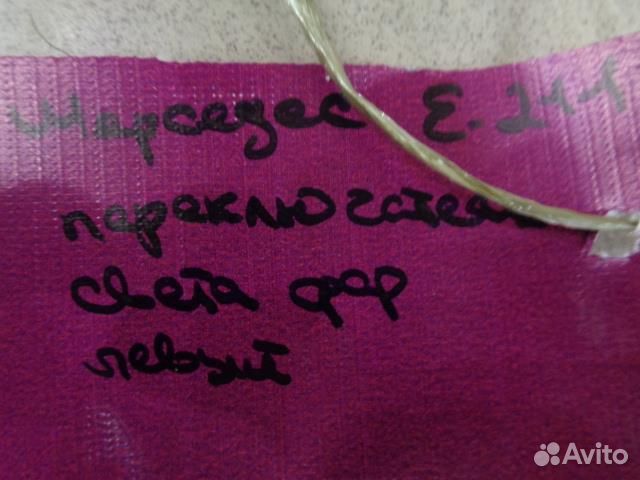 Мерседес Е-211
переключатель
света фар
левый
Avito